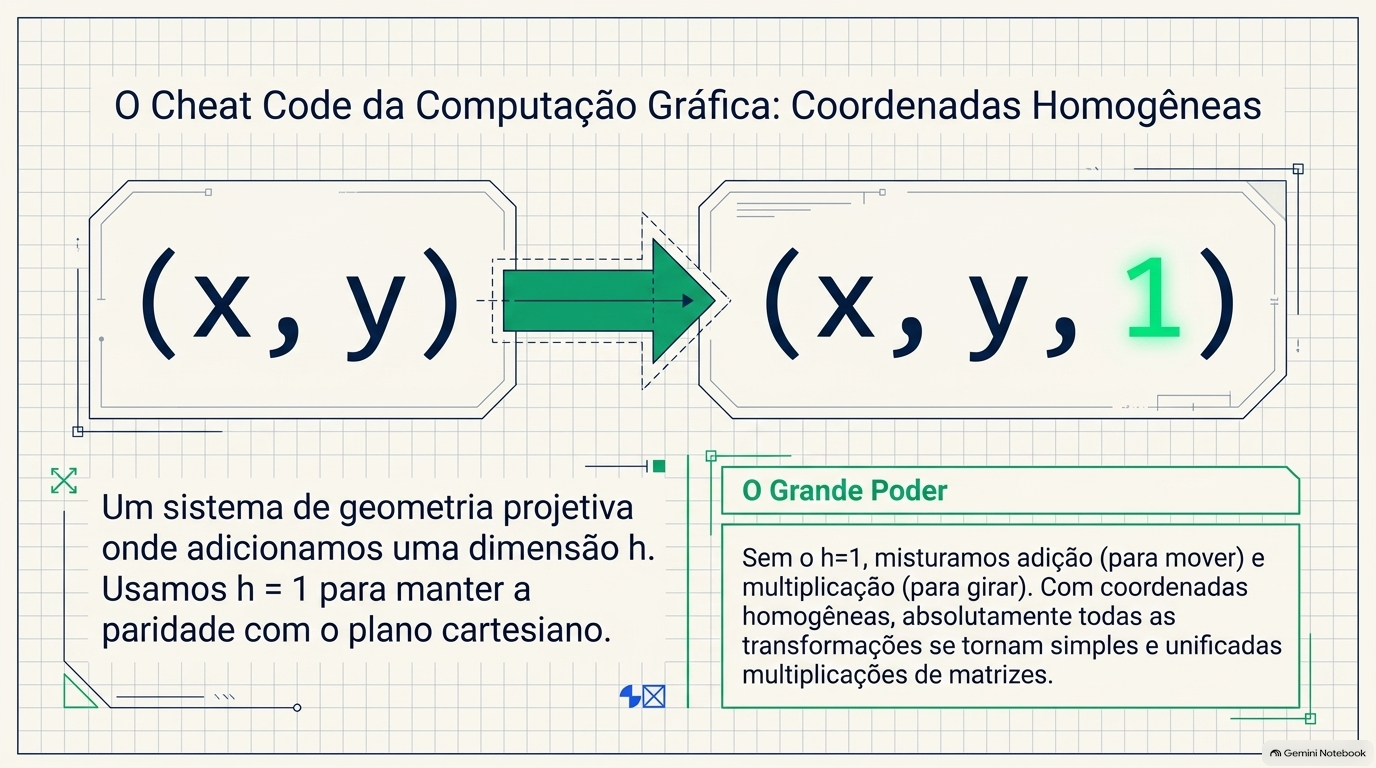 O Cheat Code da Computação Gráfica: Coordenadas Homogêneas
(x, y)
(x, y, 1)
Um sistema de geometria projetiva
onde adicionamos uma dimensão h.
Usamos h = 1 para manter a
paridade com o plano cartesiano.
O Grande Poder
Sem o h=1, misturamos adição (para mover) e
multiplicação (para girar). Com coordenadas
homogêneas, absolutamente todas as
transformações se tornam simples e unificadas
multiplicações de matrizes.
Gemini Notebook